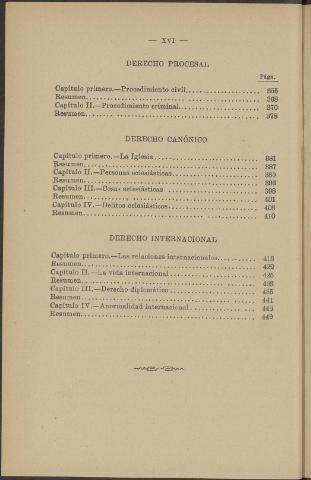 — XVI —
DERECHO PROCESAL
Págs.
Capítulo primero.—Procedimiento civil 355
Resumen 368
Capítulo II.—Procedimiento criminal 370
Resumen 378
DERECHO CANÓNICO
Capítulo primero.—La Iglesia 381
Resumen 387
Capítulo II.—Personas eclesiásticas 389
Resumen 396
Capítulo III.—Cosas eclesiásticas 398
Resumen 401
Capítulo IV.—Delitos eclesiásticos 403
Resumen 410
DERECHO INTERNACIONAL
Capítulo primero.—Las relaciones internacionales 413
Resumen
Capítulo II.—La vida internacional 425
Resumen
Capítulo III.—Derecho diplomático 435
Resumen 441
Capítulo IV.—Anormalidad internacional 443
Resumen 449